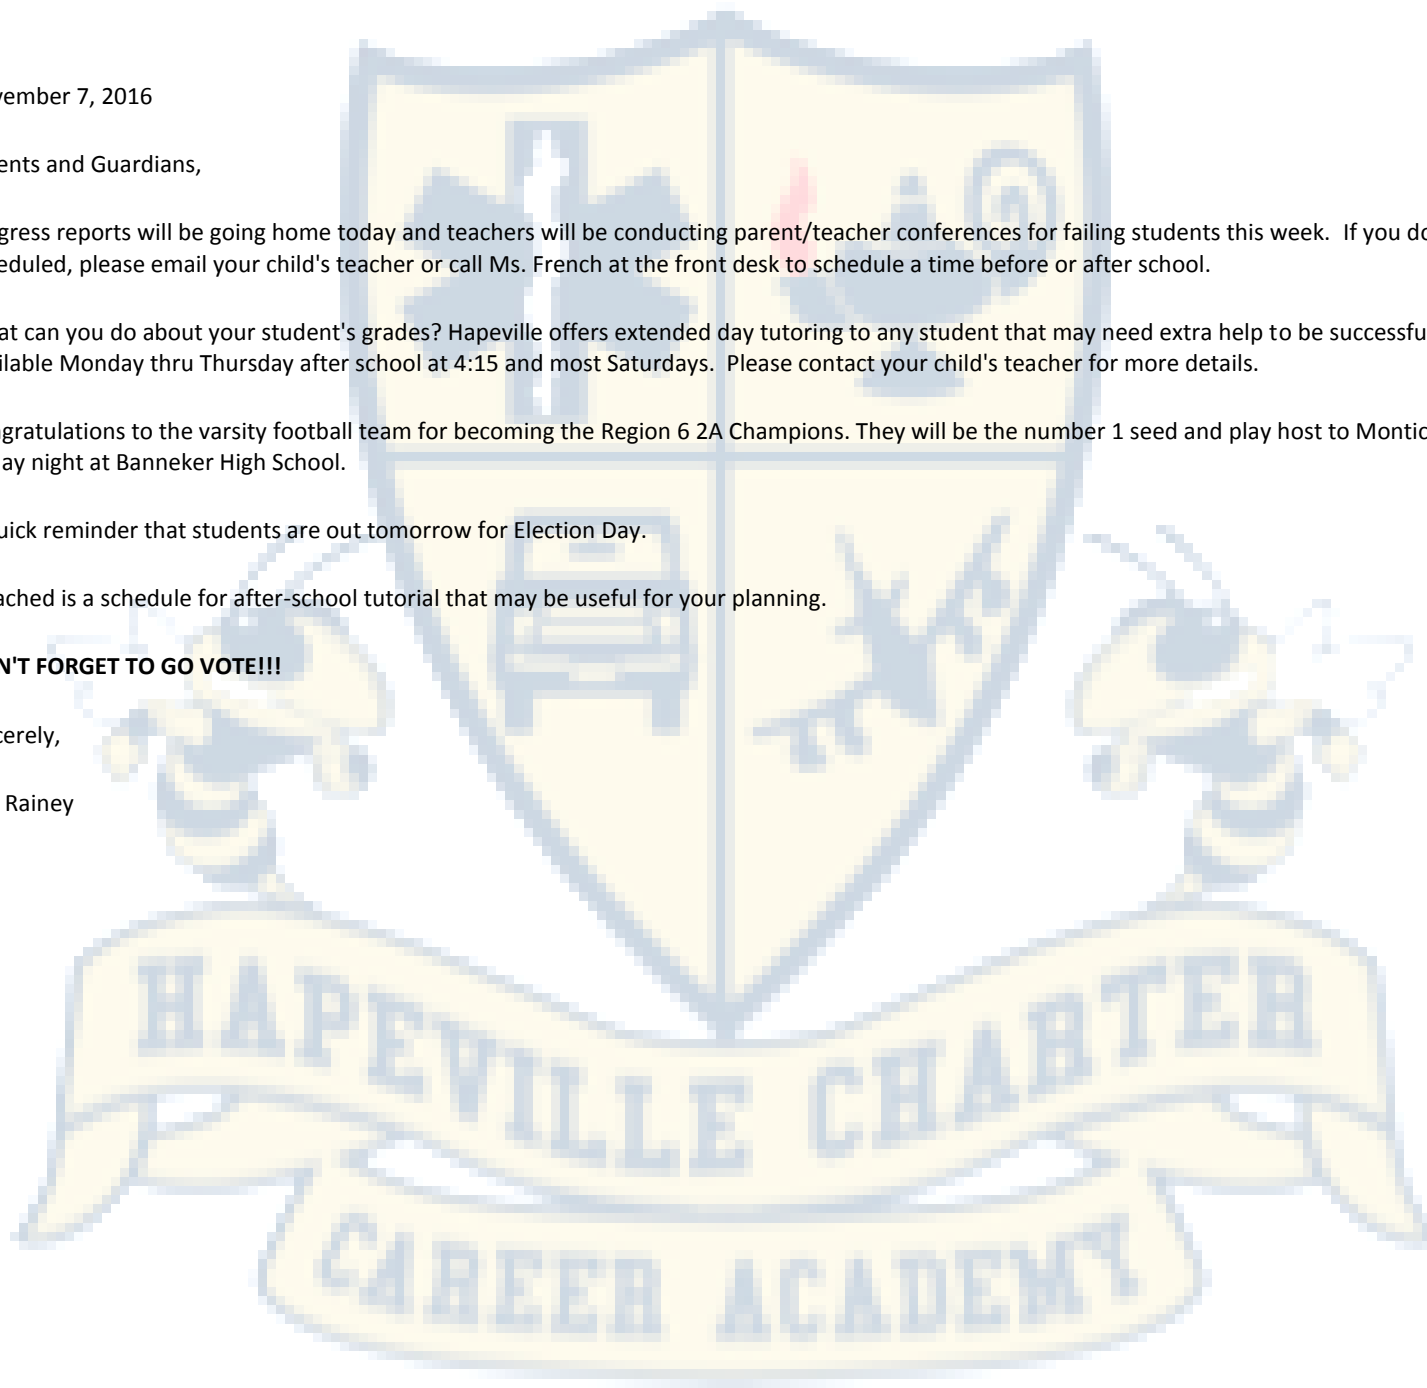 vember 7, 2016
ents and Guardians,
gress reports will be going home today and teachers will be conducting parent/teacher conferences for failing students this week.  If you do
eduled, please email your child's teacher or call Ms. French at the front desk to schedule a time before or after school.
at can you do about your student's grades? Hapeville offers extended day tutoring to any student that may need extra help to be successfu
ilable Monday thru Thursday after school at 4:15 and most Saturdays.  Please contact your child's teacher for more details.
ngratulations to the varsity football team for becoming the Region 6 2A Champions. They will be the number 1 seed and play host to Montic
ay night at Banneker High School.
uick reminder that students are out tomorrow for Election Day.
ached is a schedule for after-school tutorial that may be useful for your planning.
N'T FORGET TO GO VOTE!!!
cerely,
Rainey
HAPEVILLE CHARTER
CAREER ACADEMY